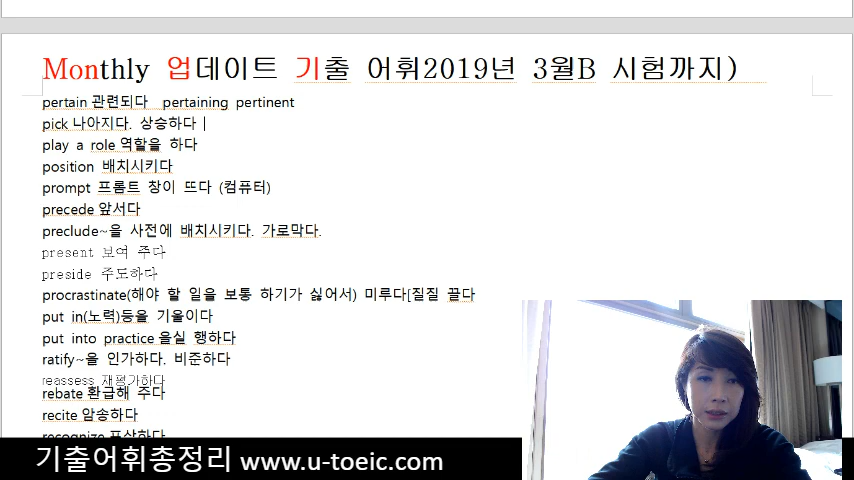 Monthly 업데이트 기출 어휘2019년 3월B 시험까지)
pertain 관련되다 pertaining pertinent
pick 나아지다. 상승하다
play a role 역할을 하다
position 배치시키다
prompt 프롬트 창이 뜨다 (컴퓨터)
precede 앞서다
preclude~을 사전에 배치시키다. 가로막다.
present 보여 주다
preside 주도하다
procrastinate(해야 할 일을 보통 하기가 싫어서) 미루다[질질 끌다
put in(노력)등을 기울이다
put into practice 을실 행하다
ratify~을 인가하다. 비준하다
reassess 재평가하다
rebate 환급해 주다
recite 암송하다
recognize 표상하다
기출어휘총정리 www.u-toeic.com